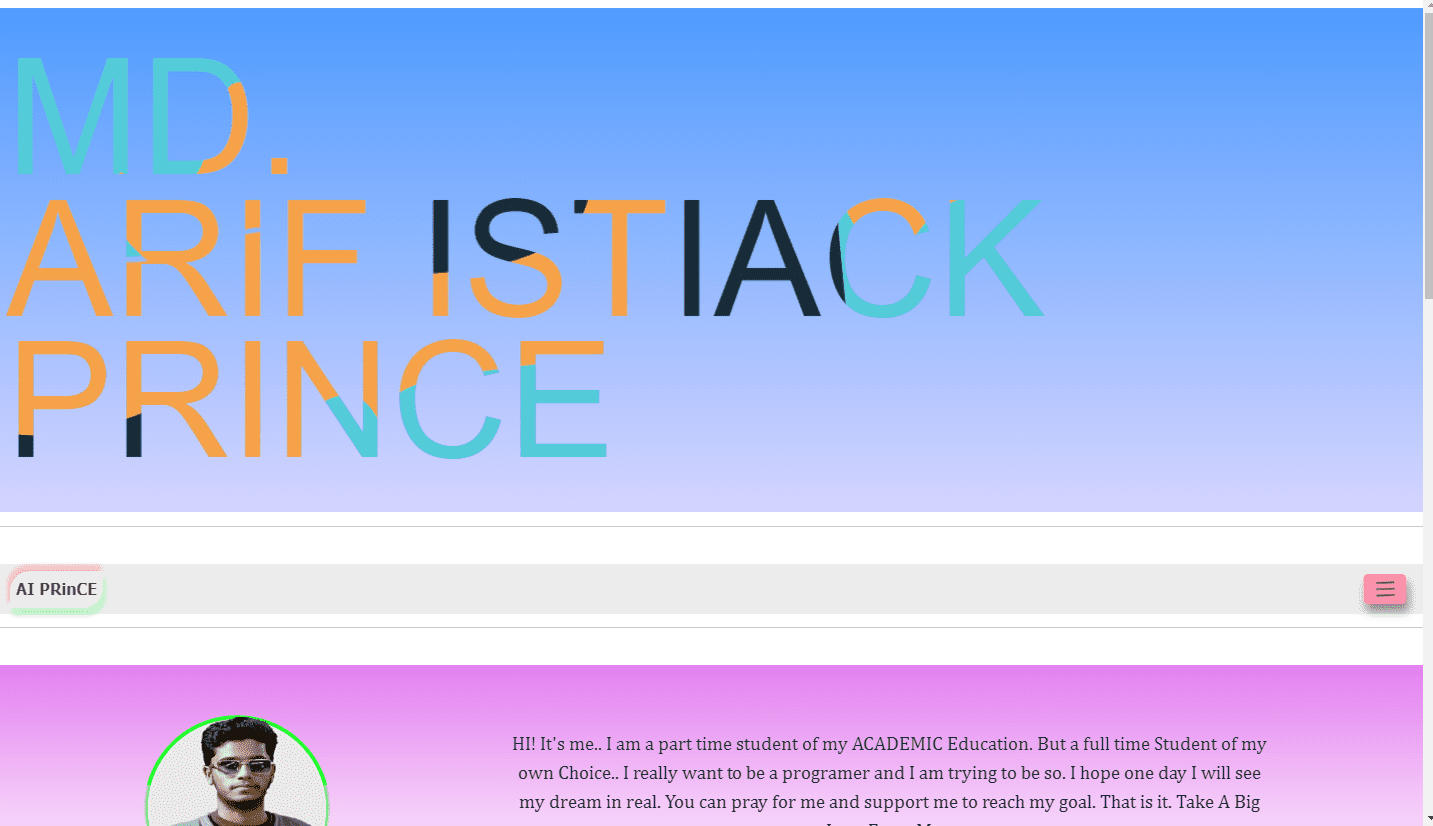 MD.
ARiF ISTIACK
PRINCE
AI PRinCE
HI! It's me.. I am a part time student of my ACADEMIC Education. But a full time Student of my
own Choice.. I really want to be a programer and I am trying to be so. I hope one day I will see
my dream in real. You can pray for me and support me to reach my goal. That is it. Take A Big